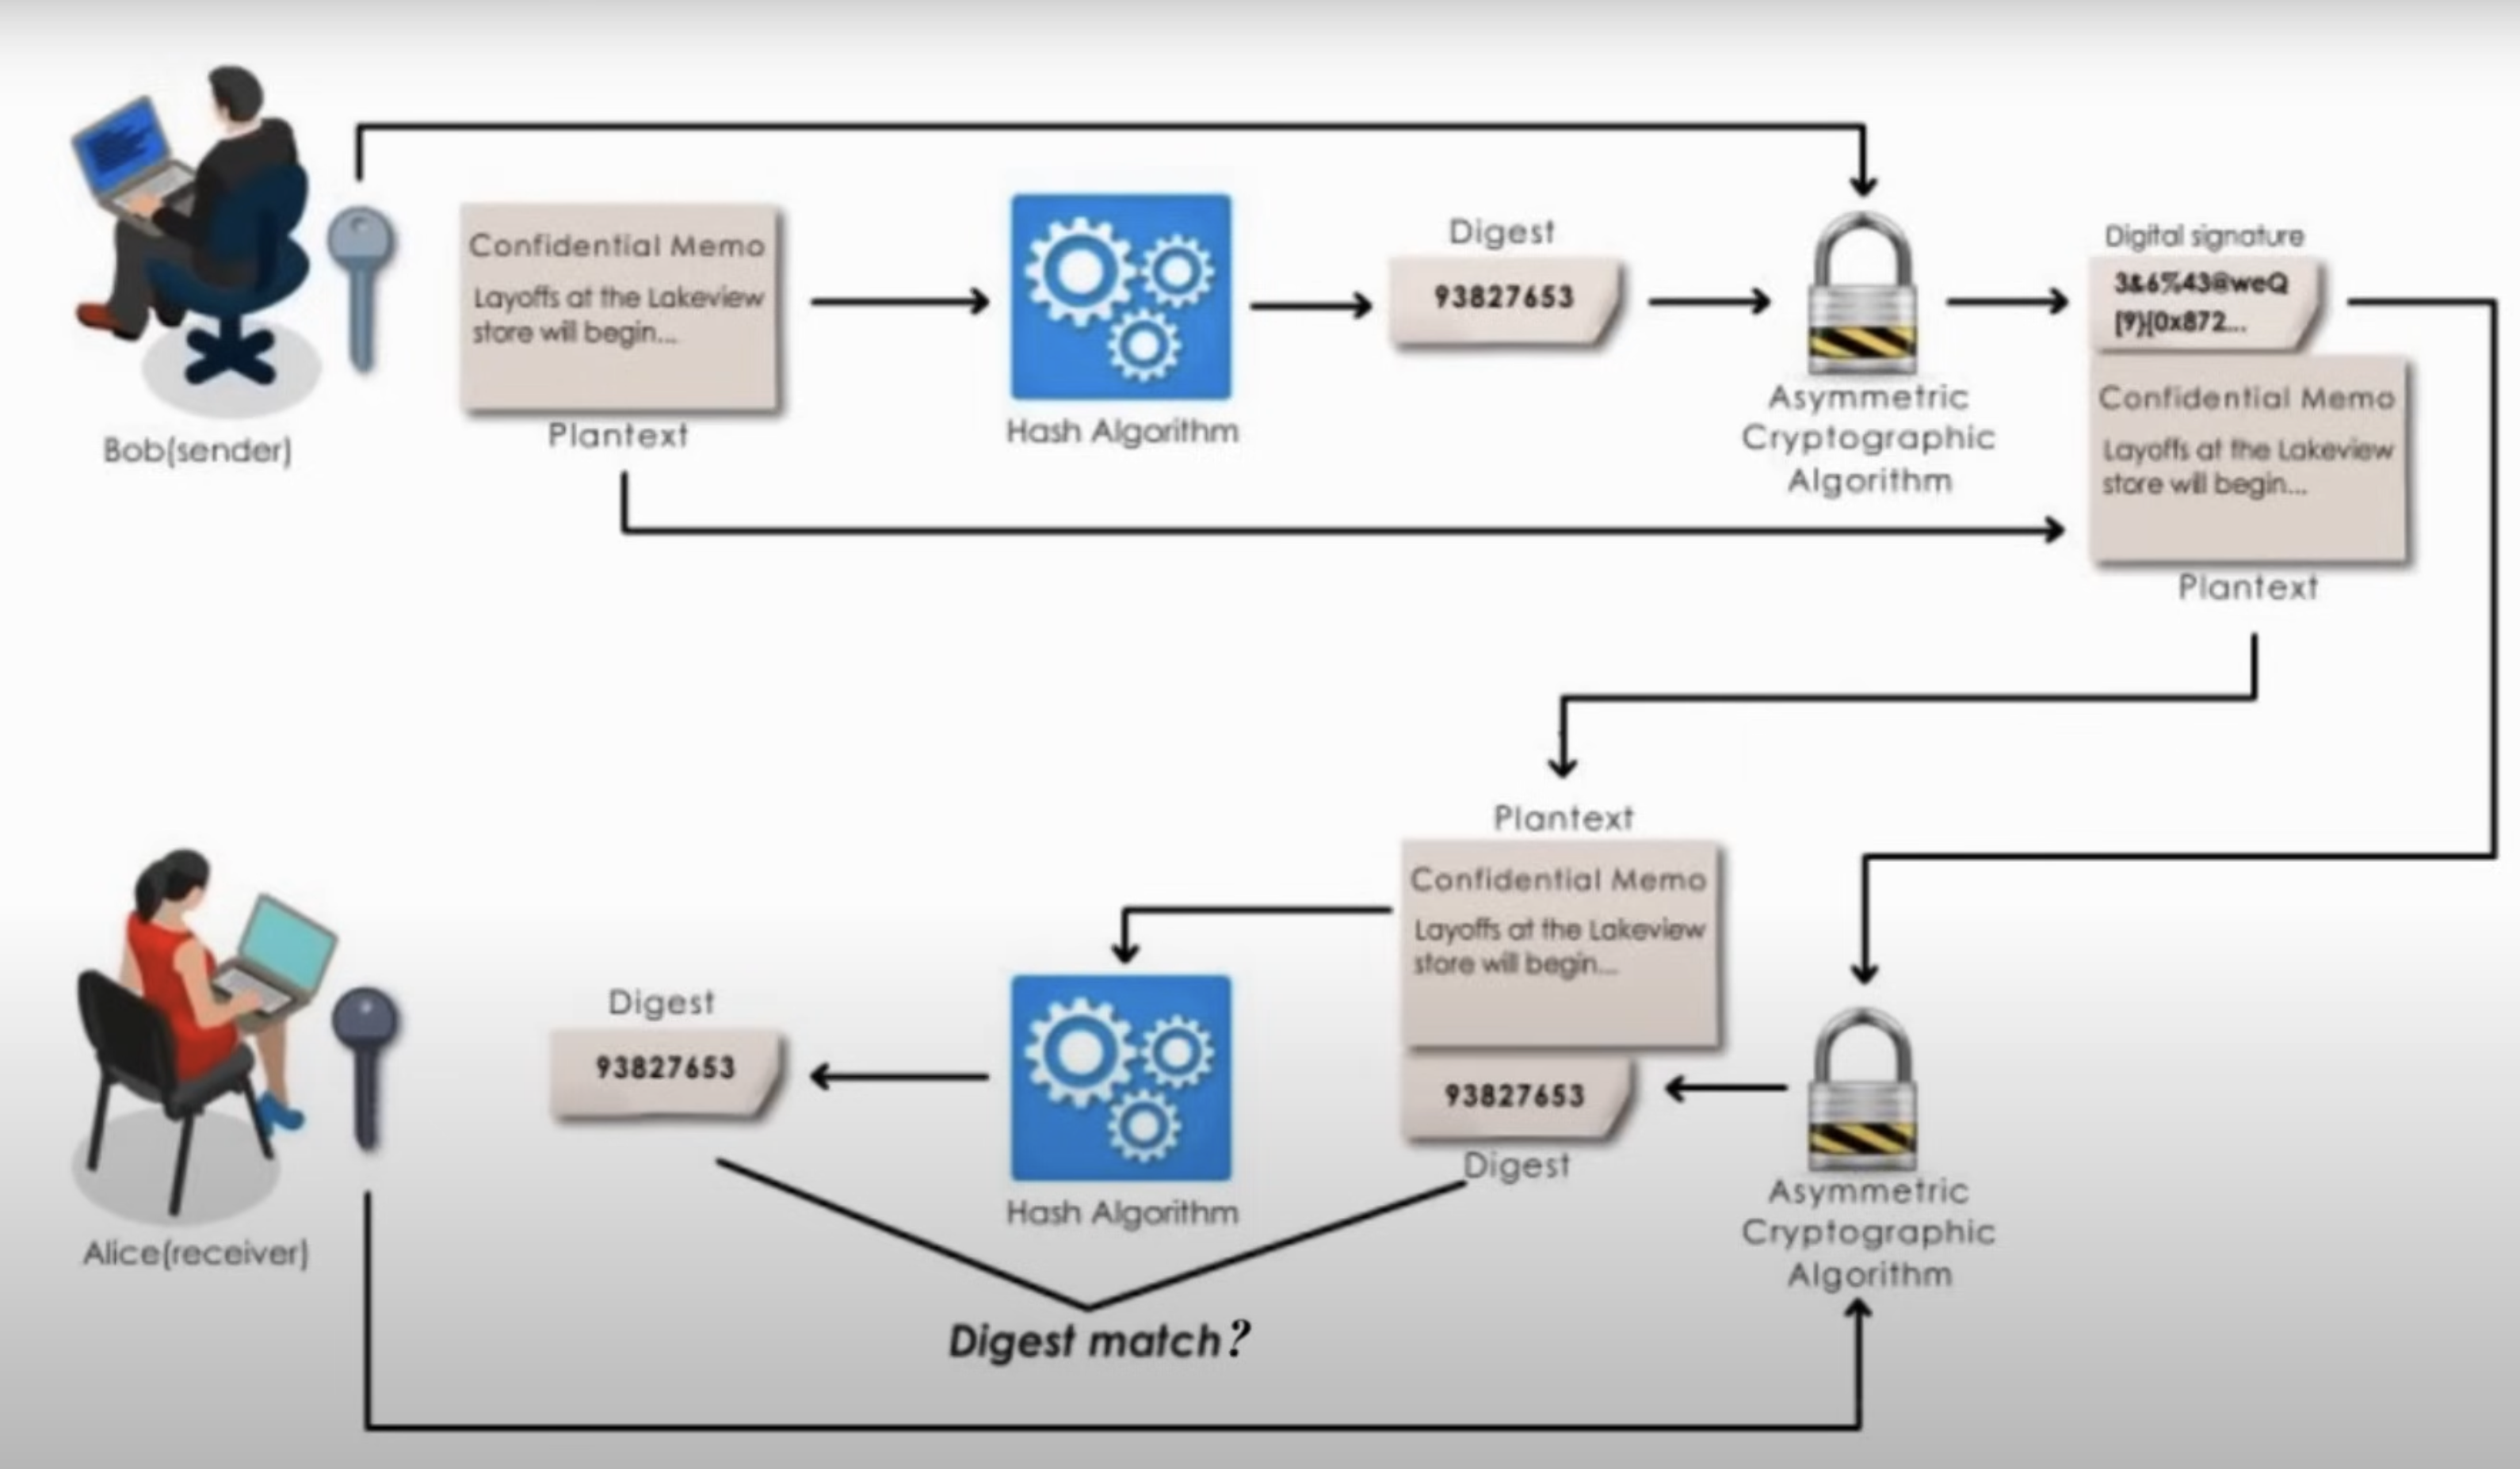 Bob(sender)
Confidential Memo
Layoffs at the Lakeview
store will begin...
Plantext
Hash Algorithm
Digest
93827653
Asymmetric
Cryptographic
Algorithm
Digital signature
3&6%43@weQ
[9}[0x872...
Confidential Memo
Layoffs at the Lakeview
store will begin...
Plantext
Plantext
Confidential Memo
Layoffs at the Lakeview
store will begin...
93827653
Digest
Asymmetric
Cryptographic
Algorithm
Hash Algorithm
Digest
93827653
Alice(receiver)
Digest match?